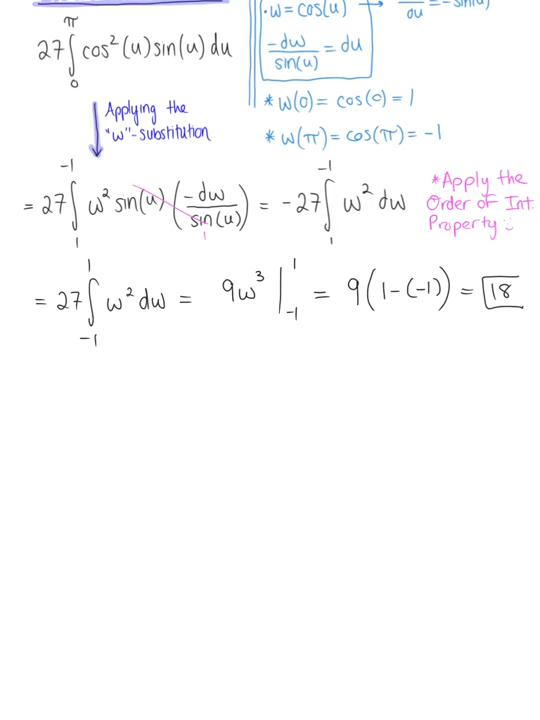 • w = cos(u) → du = -sin(u)
-dw/sin(u) = du
27 ∫₀^π cos²(u) sin(u) du
* w(0) = cos(0) = 1
* w(π) = cos(π) = -1
Applying the
"w"-substitution
= 27 ∫₁^-1 w² sin(u) (-dw/sin(u)) = -27 ∫₁^-1 w² dw
1
*Apply the
Order of Int.
Property :)
= 27 ∫₋₁^1 w² dw = 9w³ |₋₁^1 = 9(1-(-1)) = 18